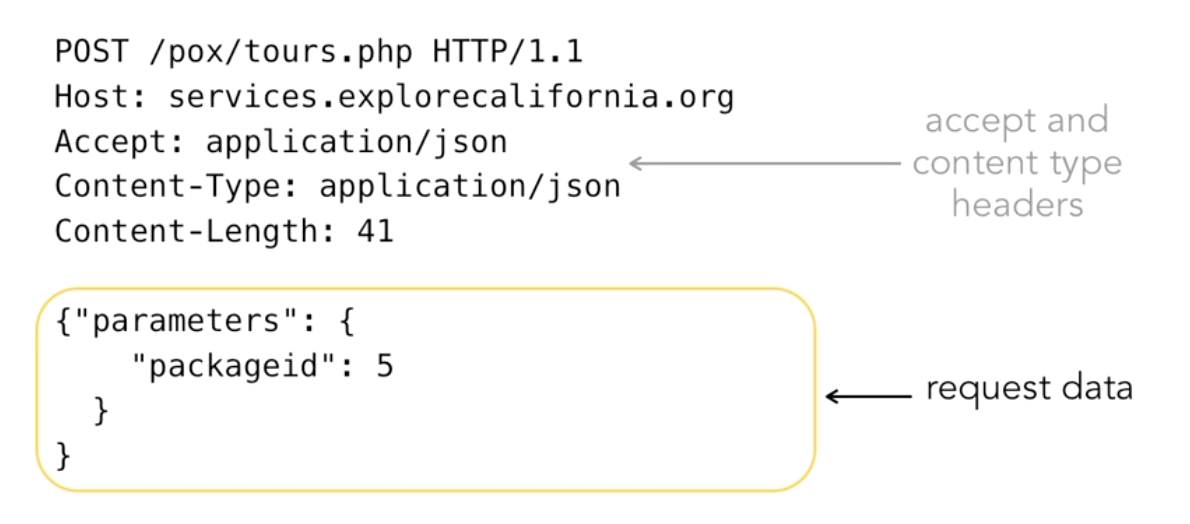 POST /pox/tours.php HTTP/1.1
Host: services.explorecalifornia.org
Accept: application/json
Content-Type: application/json
Content-Length: 41
accept and
content type
headers
{"parameters": {
    "packageid": 5
  }
}
request data